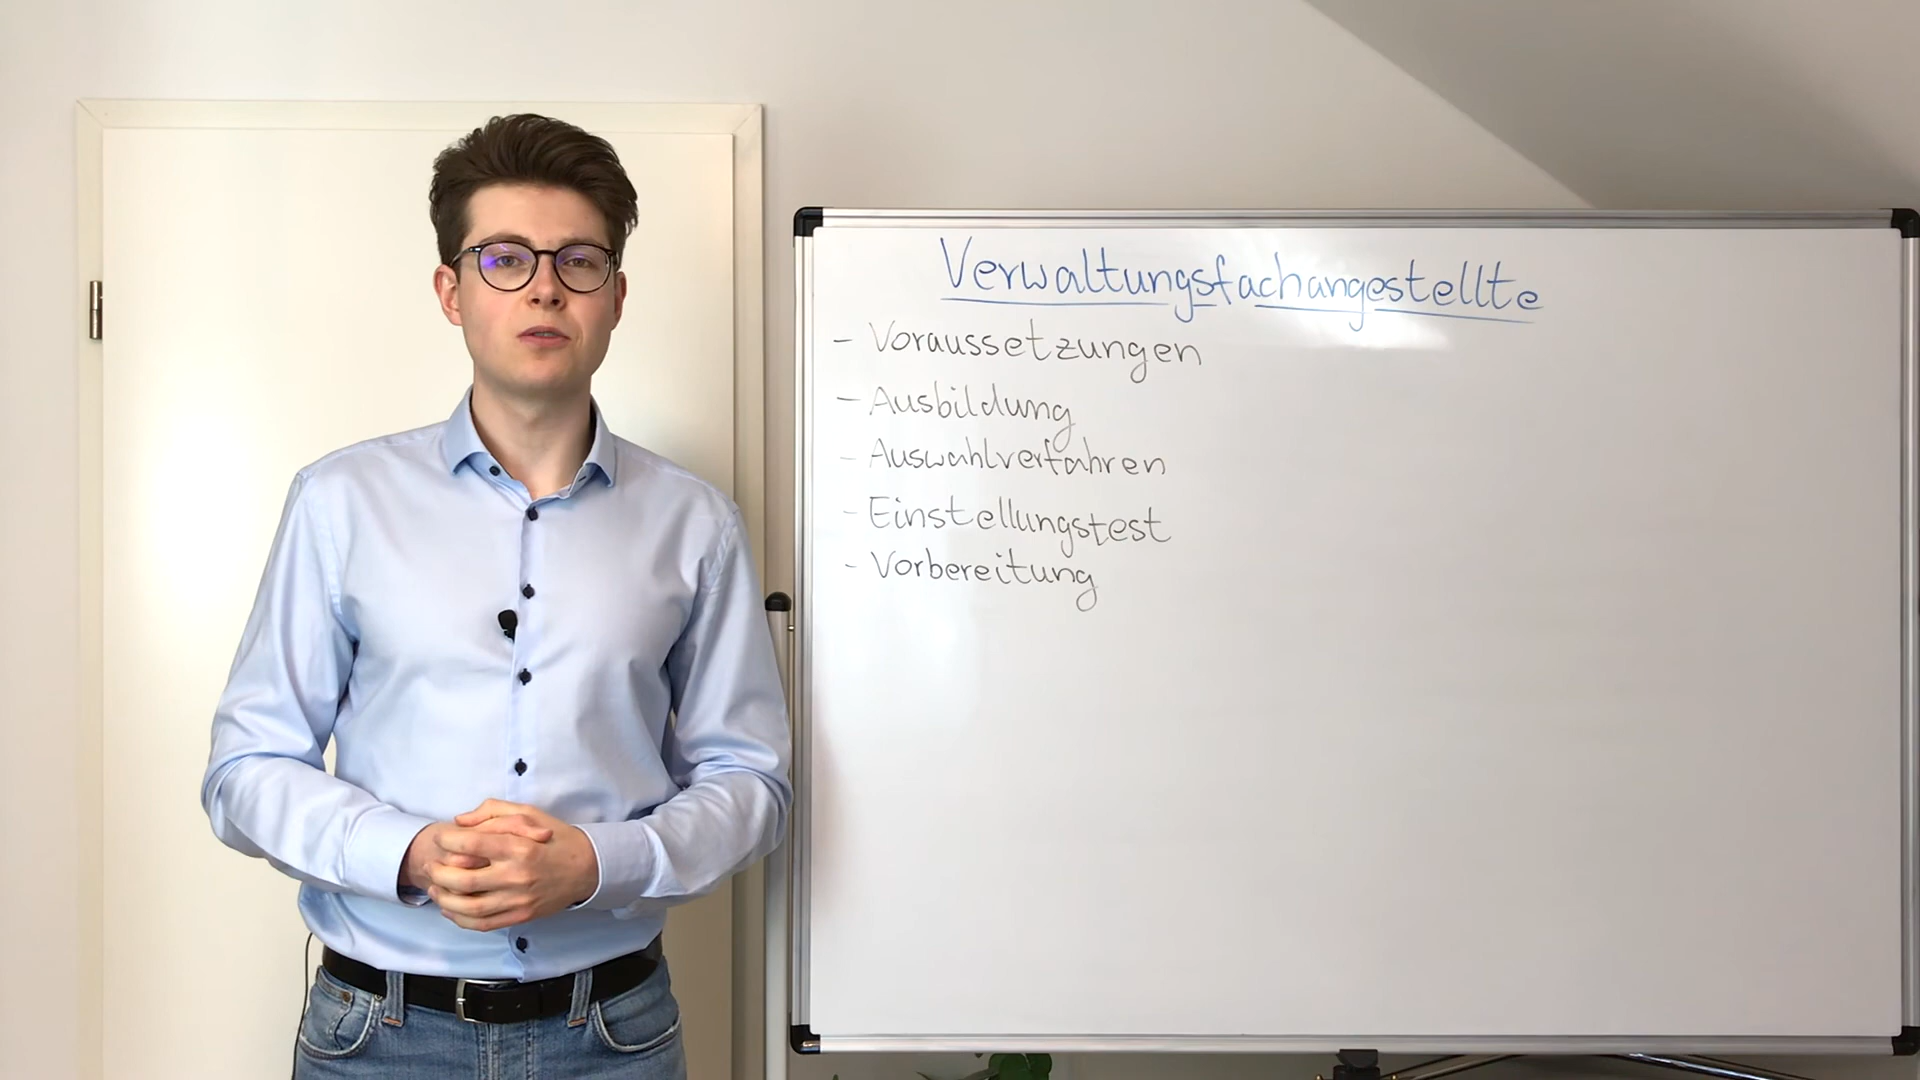 Verwaltungsfachangestellte
- Voraussetzungen
- Ausbildung
- Auswahlverfahren
- Einstellungstest
- Vorbereitung